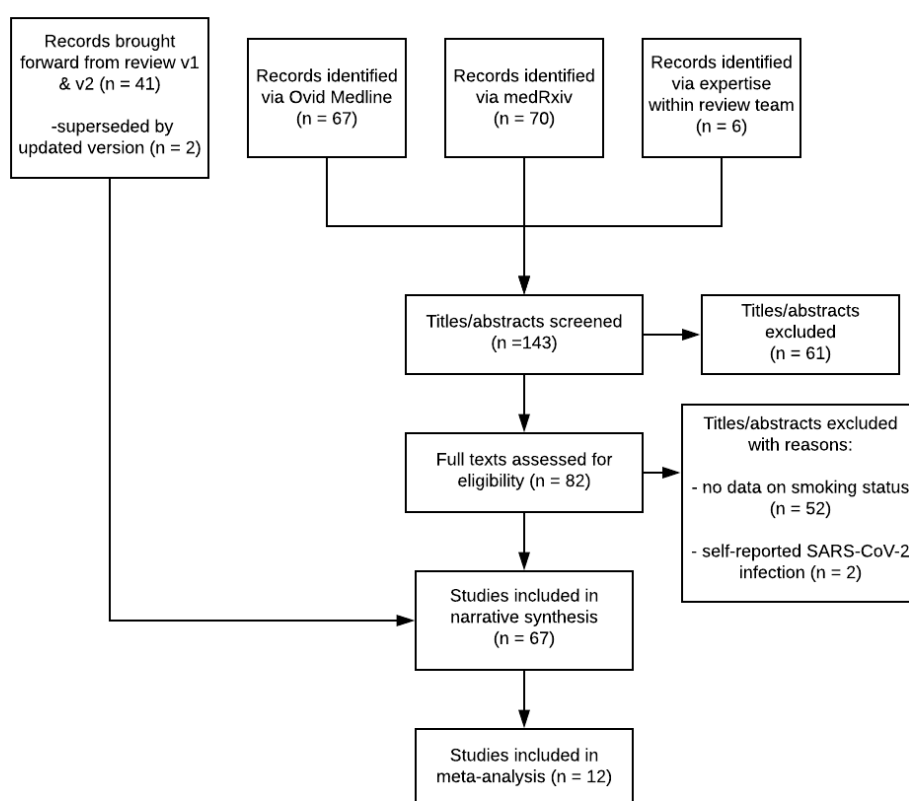 Records brought
forward from review v1
& v2 (n = 41)
-superseded by
updated version (n = 2)
Records identified
via Ovid Medline
(n = 67)
Records identified
via medRxiv
(n = 70)
Records identified
via expertise
within review team
(n = 6)
Titles/abstracts screened
(n =143)
Titles/abstracts
excluded
(n = 61)
Full texts assessed for
eligibility (n = 82)
Titles/abstracts excluded
with reasons:
- no data on smoking status
(n = 52)
- self-reported SARS-CoV-2
infection (n = 2)
Studies included in
narrative synthesis
(n = 67)
Studies included in
meta-analysis (n = 12)